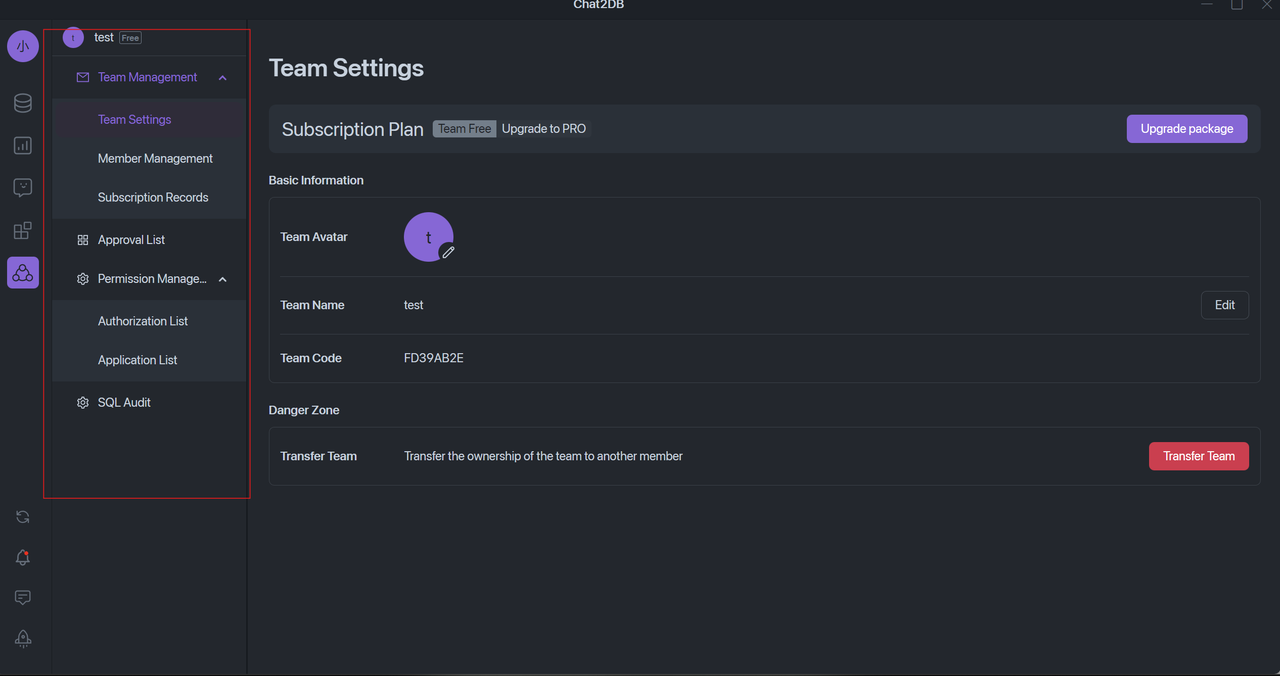 Chat2DB
小
t test Free
Team Management
Team Settings
Member Management
Subscription Records
Approval List
Permission Manage...
Authorization List
Application List
SQL Audit
Team Settings
Subscription Plan Team Free Upgrade to PRO Upgrade package
Basic Information
Team Avatar t
Team Name test Edit
Team Code FD39AB2E
Danger Zone
Transfer Team Transfer the ownership of the team to another member Transfer Team